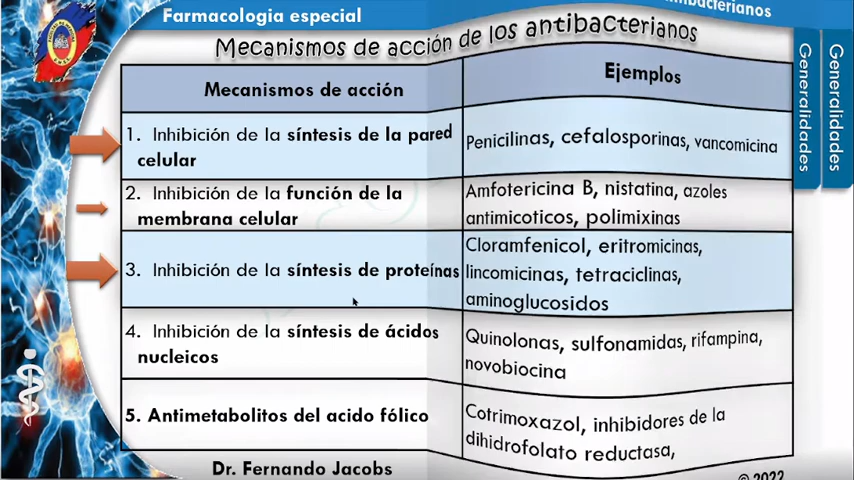 Farmacologia especial
antibacterianos
Mecanismos de acción de los antibacterianos
Mecanismos de acción
Ejemplos
1. Inhibición de la síntesis de la pared
celular
Penicilinas, cefalosporinas, vancomicina
2. Inhibición de la función de la
membrana celular
Amfotericina B, nistatina, azoles
antimicoticos, polimixinas
3. Inhibición de la síntesis de proteínas
Cloramfenicol, eritromicinas,
lincomicinas, tetraciclinas,
aminoglucosidos
4. Inhibición de la síntesis de ácidos
nucleicos
Quinolonas, sulfonamidas, rifampina,
novobiocina
5. Antimetabolitos del acido fólico
Cotrimoxazol, inhibidores de la
dihidrofolato reductasa,
Generalidades
Generalidades
Dr. Fernando Jacobs
© 2022